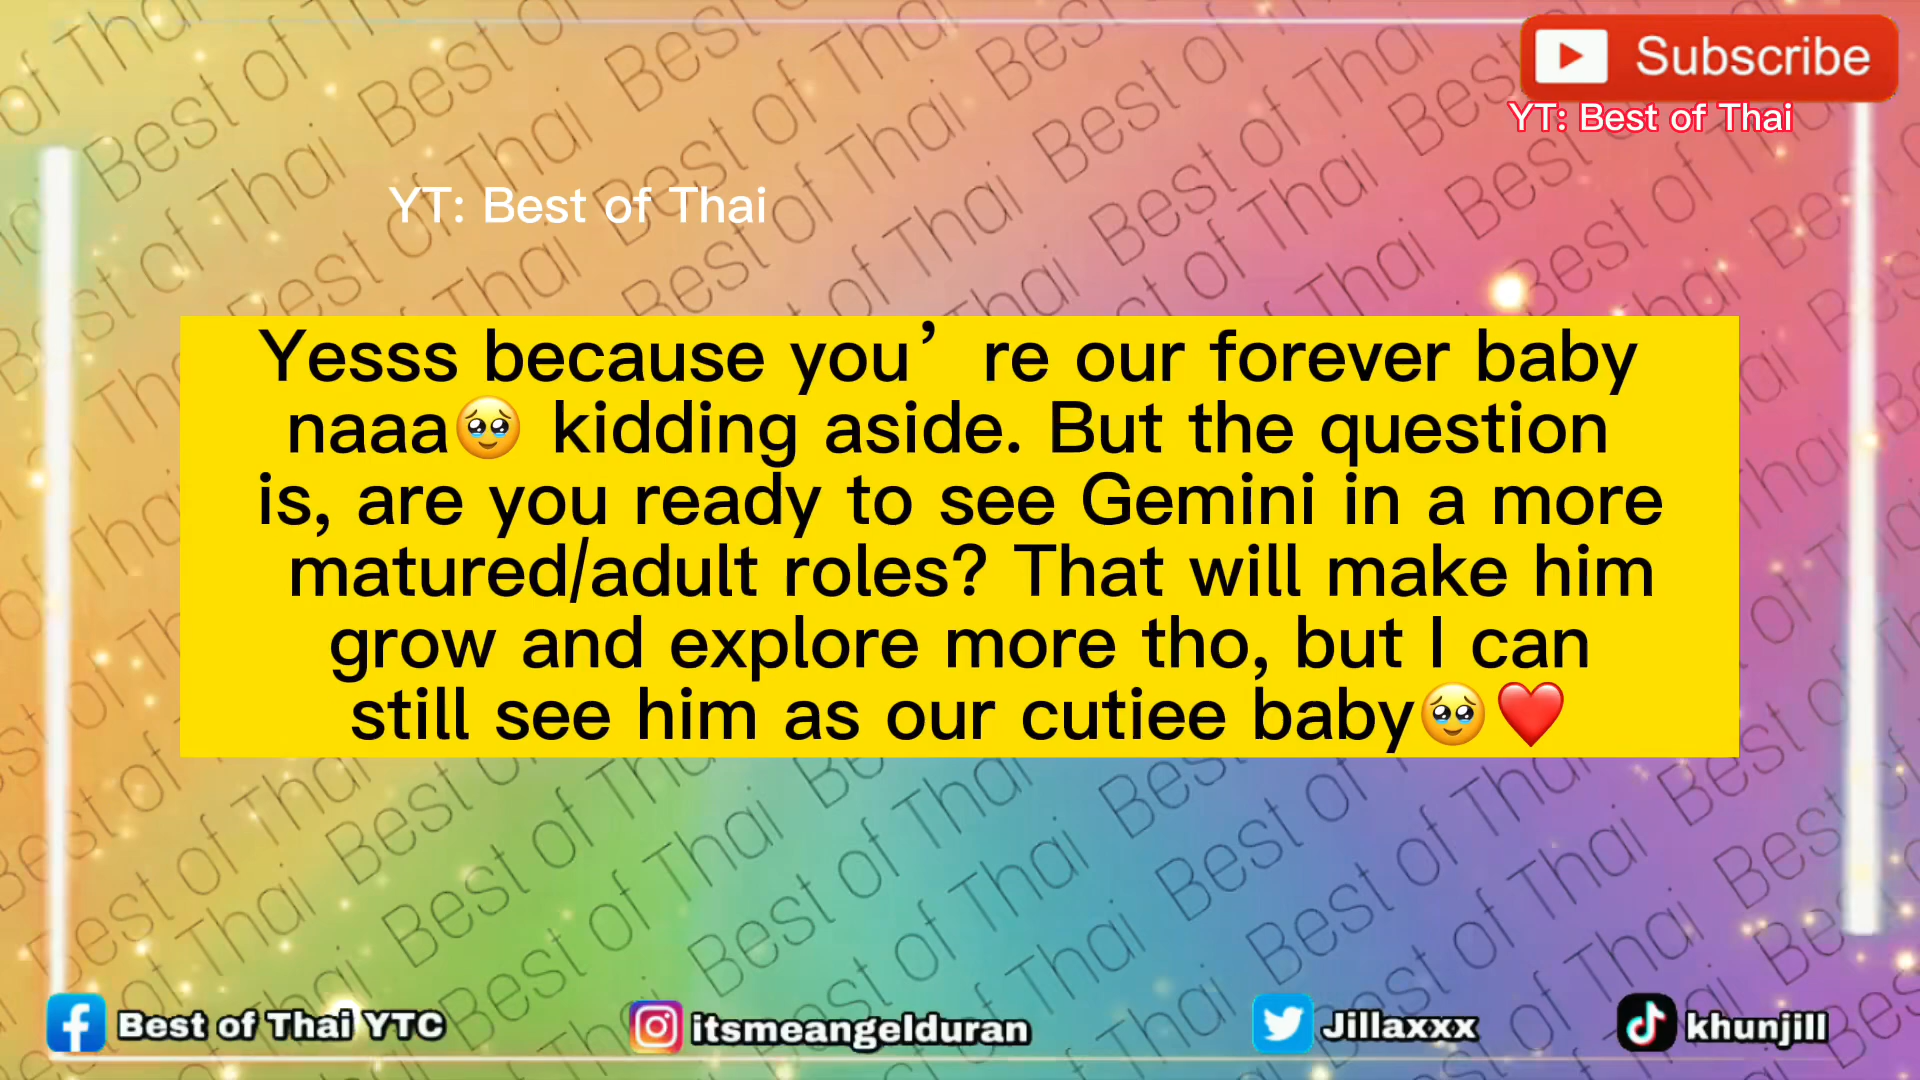 Subscribe
YT: Best of Thai
YT: Best of Thai
Yesss because you’re our forever baby
naaa🥹 kidding aside. But the question
is, are you ready to see Gemini in a more
matured/adult roles? That will make him
grow and explore more tho, but I can
still see him as our cutiee baby🥹❤️
Best of Thai YTC
itsmeangelduran
Jillaxxx
khunjill
Best of Thai